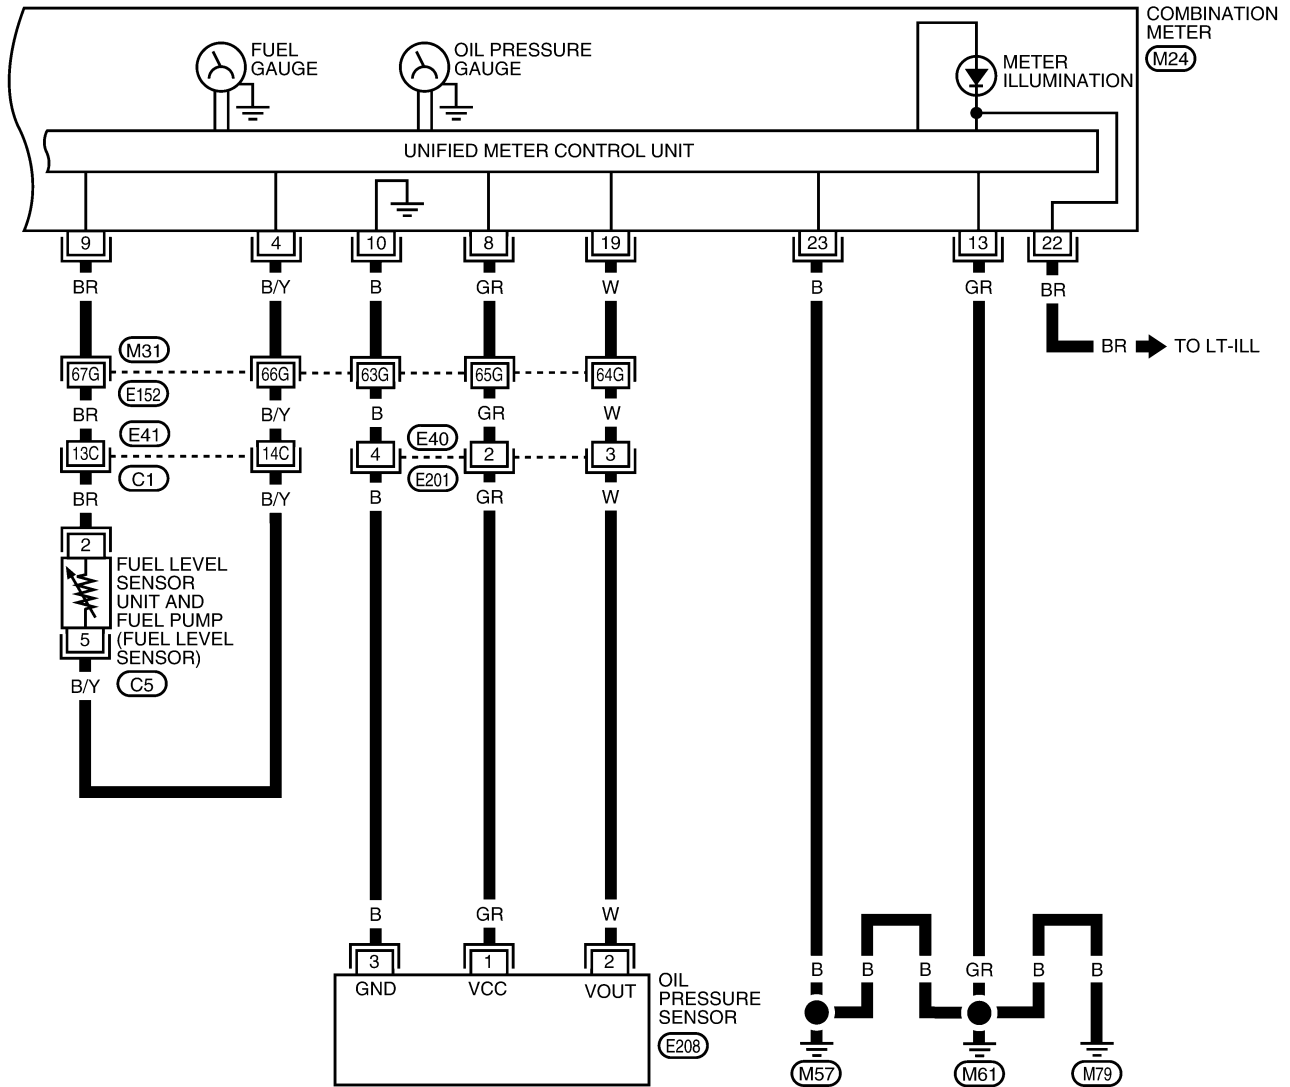 COMBINATION
METER
M24
FUEL
GAUGE
OIL PRESSURE
GAUGE
METER
ILLUMINATION
UNIFIED METER CONTROL UNIT
9 4 10 8 19 23 13 22
BR B/Y B GR W B GR BR
BR TO LT-ILL
M31
67G 66G 63G 65G 64G
E152
BR B/Y B GR W
E41 E40
13C 14C 4 2 3
C1 E201
BR B/Y B GR W
2
FUEL LEVEL
SENSOR
UNIT AND
FUEL PUMP
(FUEL LEVEL
SENSOR)
5
B/Y C5
B GR W
3 1 2
GND VCC VOUT
OIL
PRESSURE
SENSOR
E208
B B B GR B B
M57 M61 M79